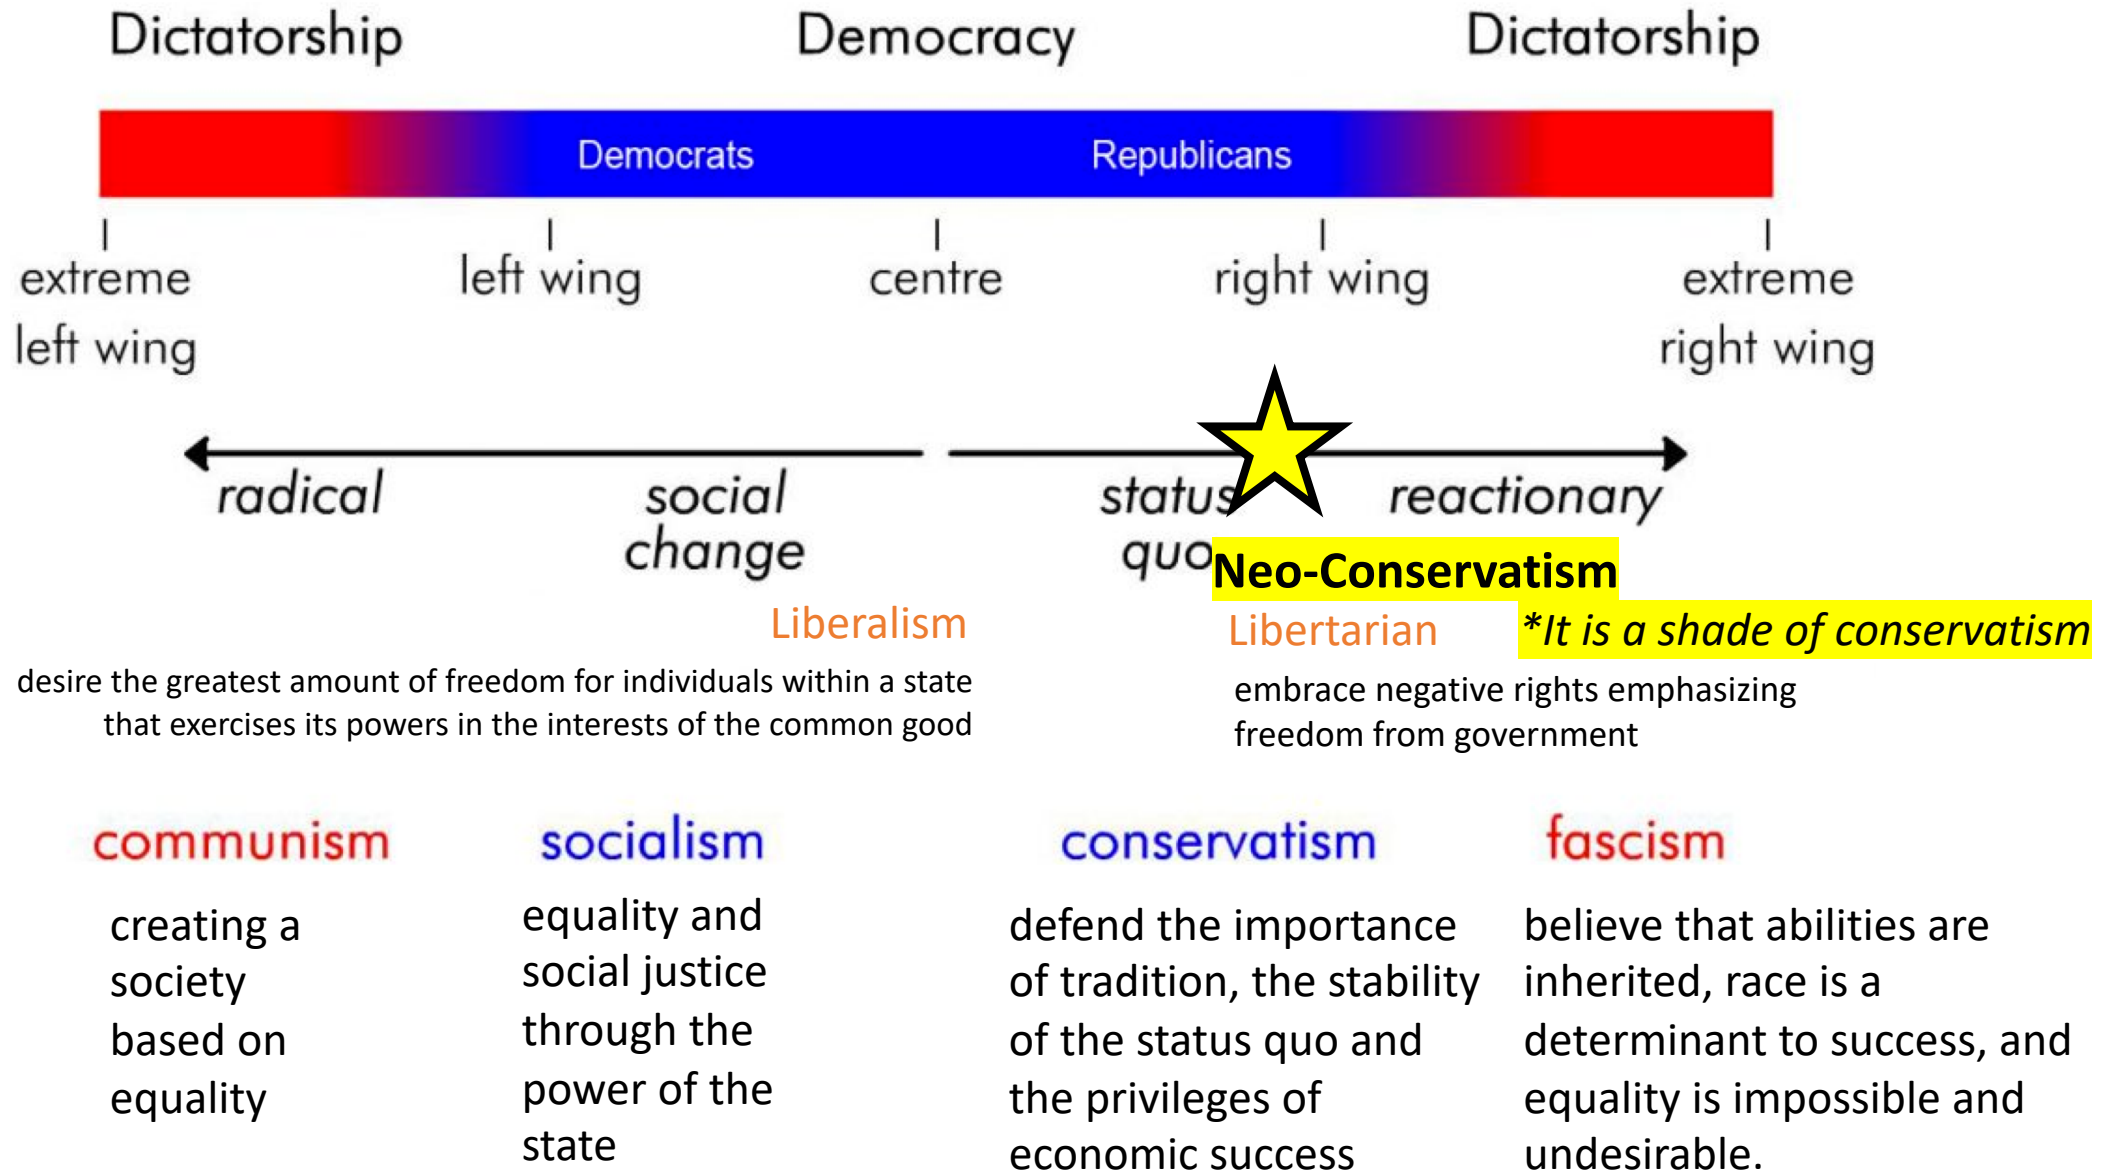 Dictatorship Democracy Dictatorship
Democrats Republicans
extreme left wing centre right wing extreme
left wing right wing
radical social status reactionary
change quo
Neo-Conservatism
Liberalism Libertarian *It is a shade of conservatism
desire the greatest amount of freedom for individuals within a state
that exercises its powers in the interests of the common good
embrace negative rights emphasizing
freedom from government
communism
creating a
society
based on
equality
socialism
equality and
social justice
through the
power of the
state
conservatism
defend the importance
of tradition, the stability
of the status quo and
the privileges of
economic success
fascism
believe that abilities are
inherited, race is a
determinant to success, and
equality is impossible and
undesirable.